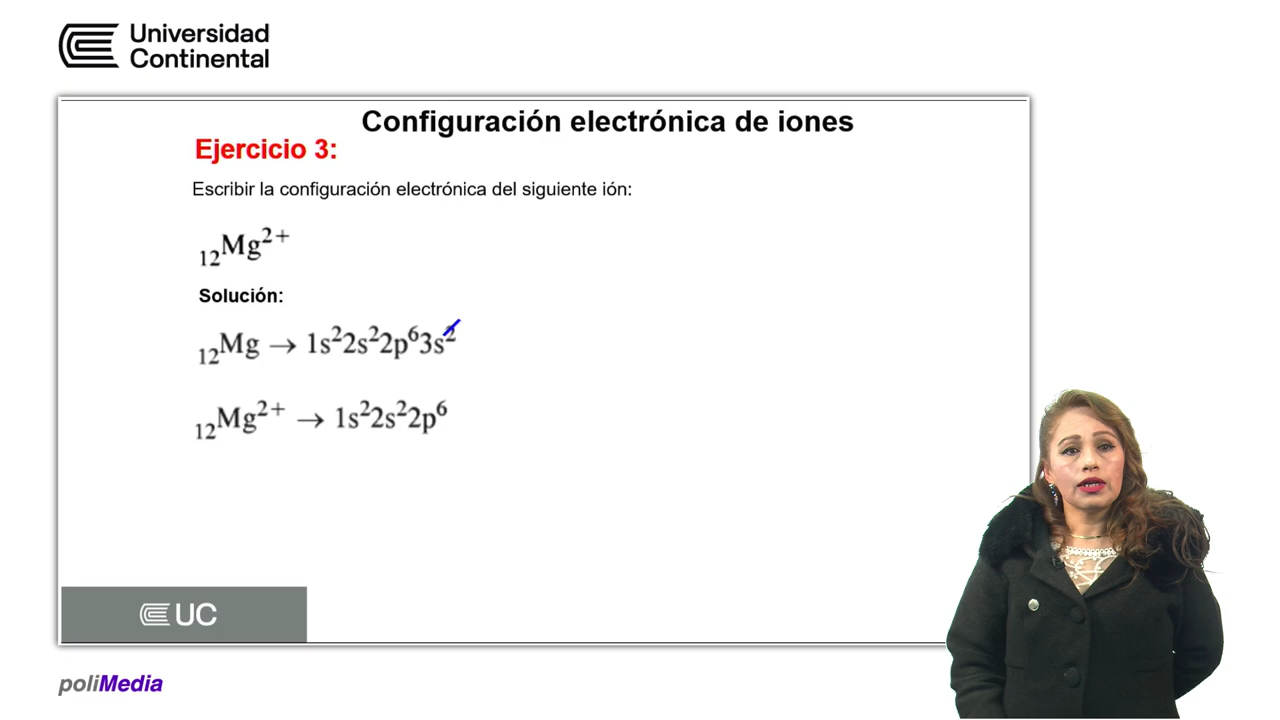 Universidad
Continental
Configuración electrónica de iones
Ejercicio 3:
Escribir la configuración electrónica del siguiente ión:
₁₂Mg²⁺
Solución:
₁₂Mg → 1s²2s²2p⁶3s²
₁₂Mg²⁺ → 1s²2s²2p⁶
UC
poliMedia